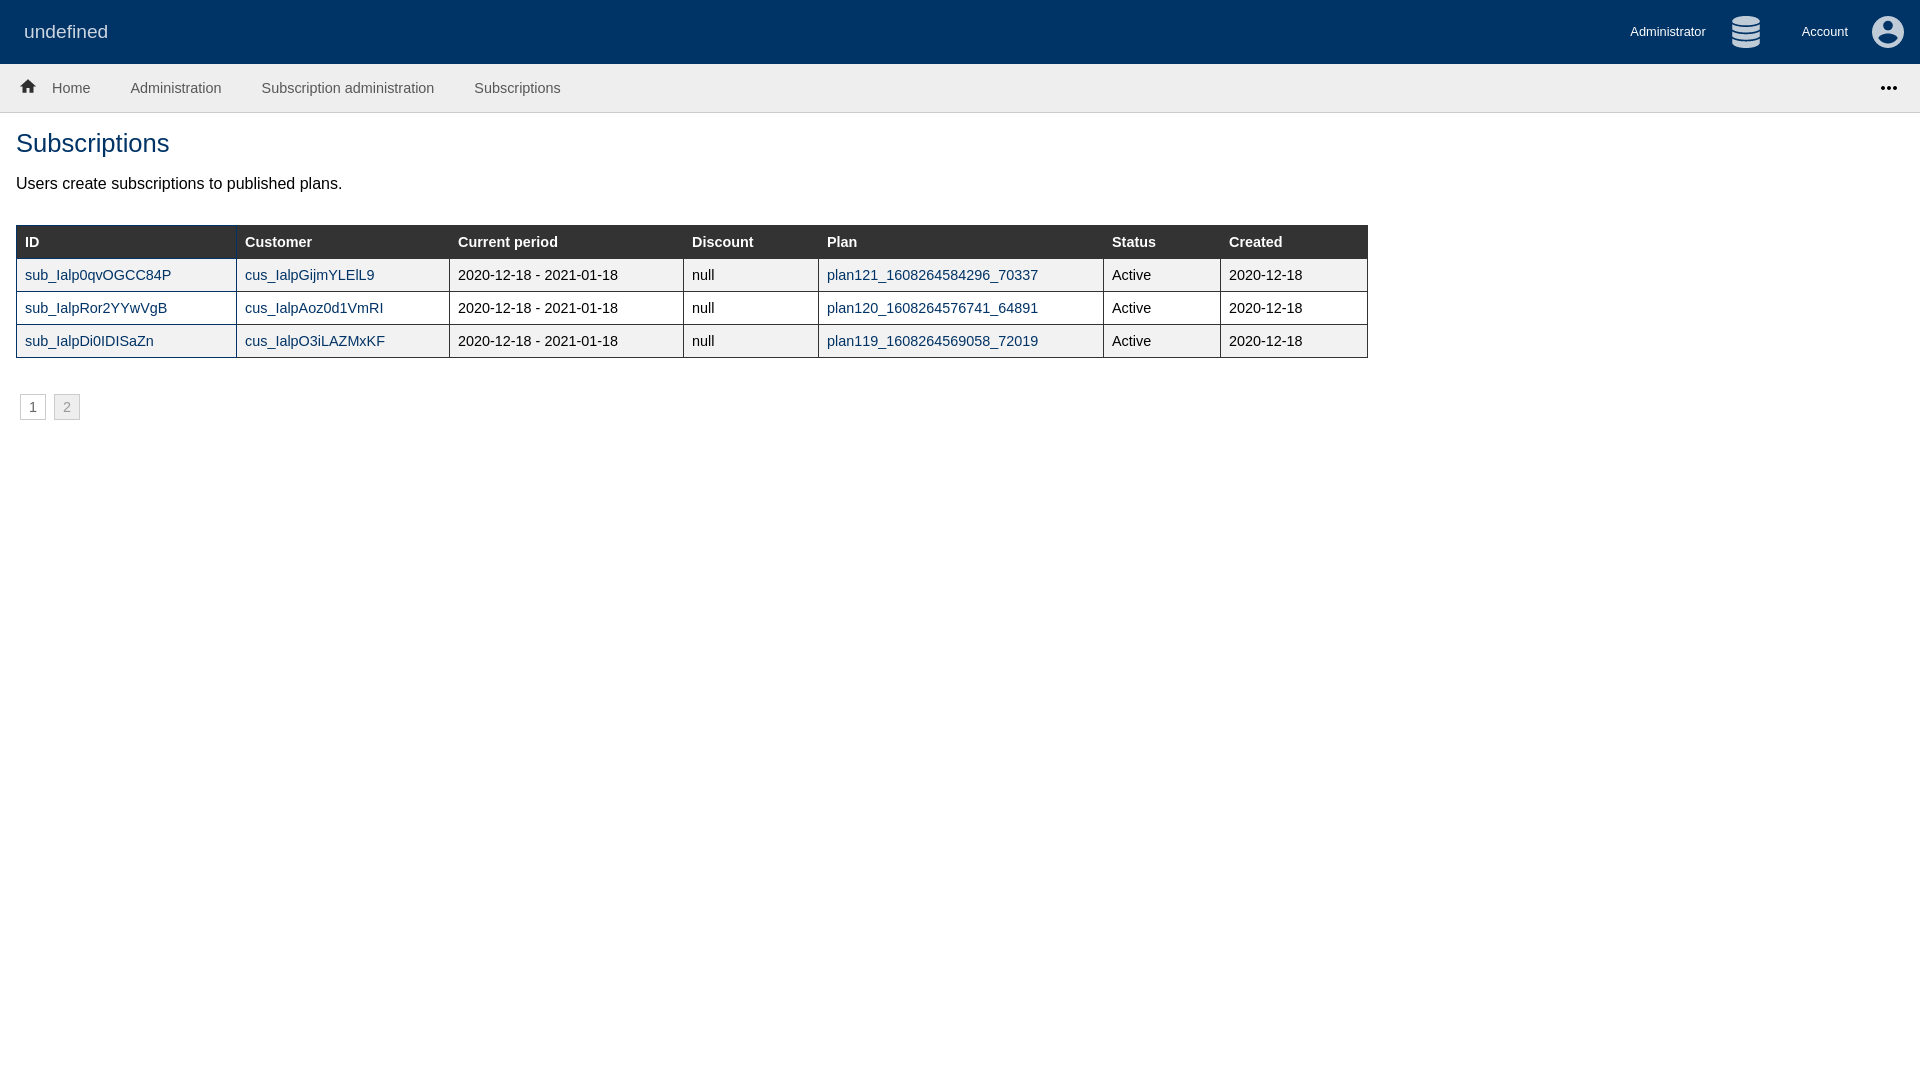 undefined Administrator Account
Home Administration Subscription administration Subscriptions
Subscriptions
Users create subscriptions to published plans.
ID Customer Current period Discount Plan Status Created
sub_Ialp0qvOGCC84P cus_IalpGijmYLElL9 2020-12-18 - 2021-01-18 null plan121_1608264584296_70337 Active 2020-12-18
sub_IalpRor2YYwVgB cus_IalpAoz0d1VmRI 2020-12-18 - 2021-01-18 null plan120_1608264576741_64891 Active 2020-12-18
sub_IalpDi0IDISaZn cus_IalpO3iLAZMxKF 2020-12-18 - 2021-01-18 null plan119_1608264569058_72019 Active 2020-12-18
1 2